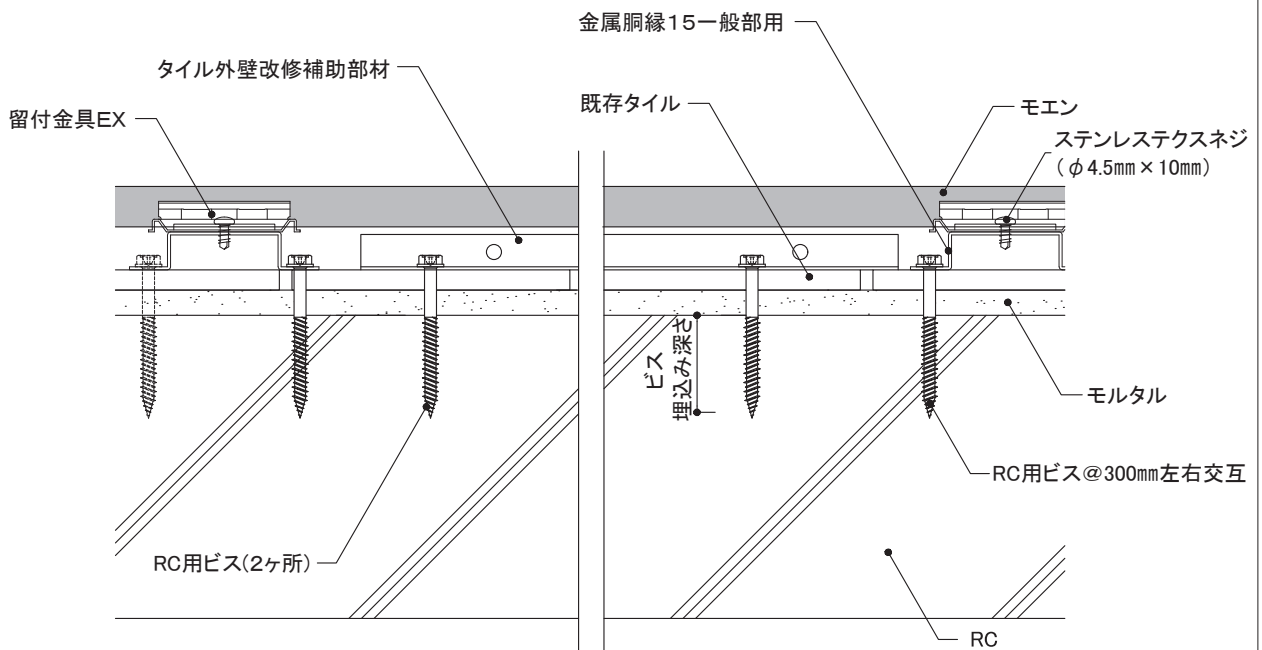 金属胴縁15一般部用
タイル外壁改修補助部材
既存タイル
モエン
留付金具EX
ステンレステクスネジ
（φ4.5mm×10mm）
ビス
埋込み深さ
モルタル
RC用ビス＠300mm左右交互
RC用ビス(2ヶ所)
RC